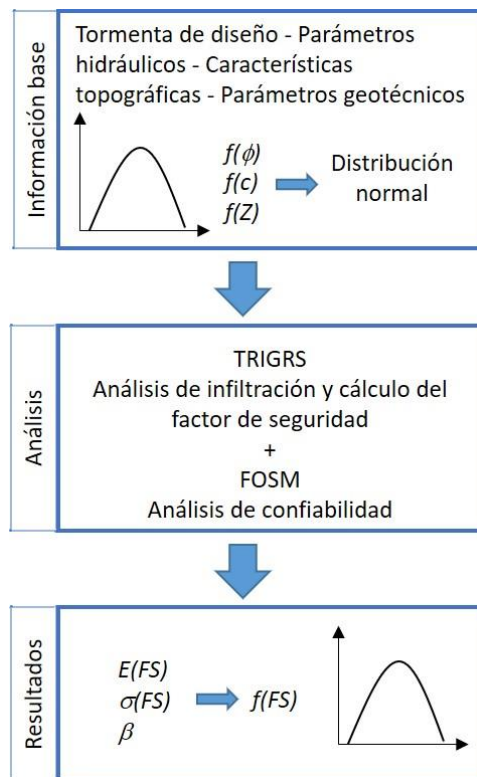 Información base
Tormenta de diseño - Parámetros
hidráulicos - Características
topográficas - Parámetros geotécnicos
f(ϕ)
f(c)
f(Z)
Distribución
normal
Análisis
TRIGRS
Análisis de infiltración y cálculo del
factor de seguridad
+
FOSM
Análisis de confiabilidad
Resultados
E(FS)
σ(FS)
β
f(FS)